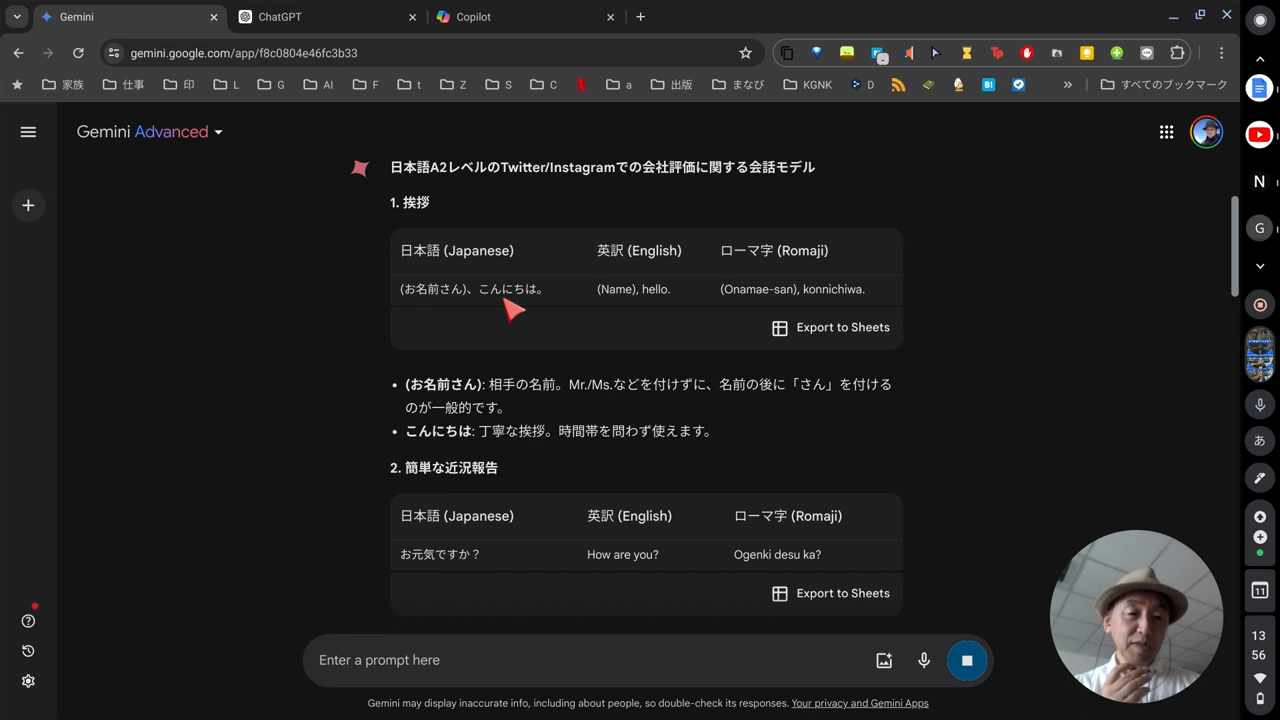 Gemini
ChatGPT
Copilot
gemini.google.com/app/f8c0804e46fc3b33
家族
仕事
印
L
G
AI
F
t
Z
S
C
N
a
出版
まなび
KGNK
D
B!
»
すべてのブックマーク
Gemini Advanced
日本語A2レベルのTwitter/Instagramでの会社評価に関する会話モデル
1. 挨拶
日本語 (Japanese) 英訳 (English) ローマ字 (Romaji)
(お名前さん)、こんにちは。 (Name), hello. (Onamae-san), konnichiwa.
Export to Sheets
• (お名前さん): 相手の名前。Mr./Ms.などを付けずに、名前の後に「さん」を付ける
のが一般的です。
• こんにちは: 丁寧な挨拶。時間帯を問わず使えます。
2. 簡単な近況報告
日本語 (Japanese) 英訳 (English) ローマ字 (Romaji)
お元気ですか？ How are you? Ogenki desu ka?
Export to Sheets
Enter a prompt here
Gemini may display inaccurate info, including about people, so double-check its responses. Your privacy and Gemini Apps
N
G
あ
11
13
56